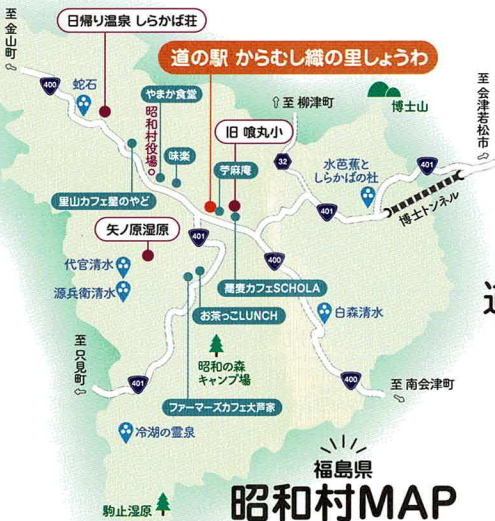 至金山町
日帰り温泉 しらかば荘
道の駅 からむし織の里しょうわ
400
蛇石
やまか食堂
昭和村役場
味楽
至 柳津町
博士山
至会津若松市
旧 喰丸小
苧麻庵
32
水芭蕉と
しらかばの杜
401
401
博士トンネル
里山カフェ星のやど
矢ノ原湿原
401
400
代官清水
源兵衛清水
蕎麦カフェSCHOLA
お茶っこLUNCH
白森清水
至只見町
昭和の森
キャンプ場
401
400
至 南会津町
ファーマーズカフェ大芦家
冷湖の霊泉
駒止湿原
福島県
昭和村MAP